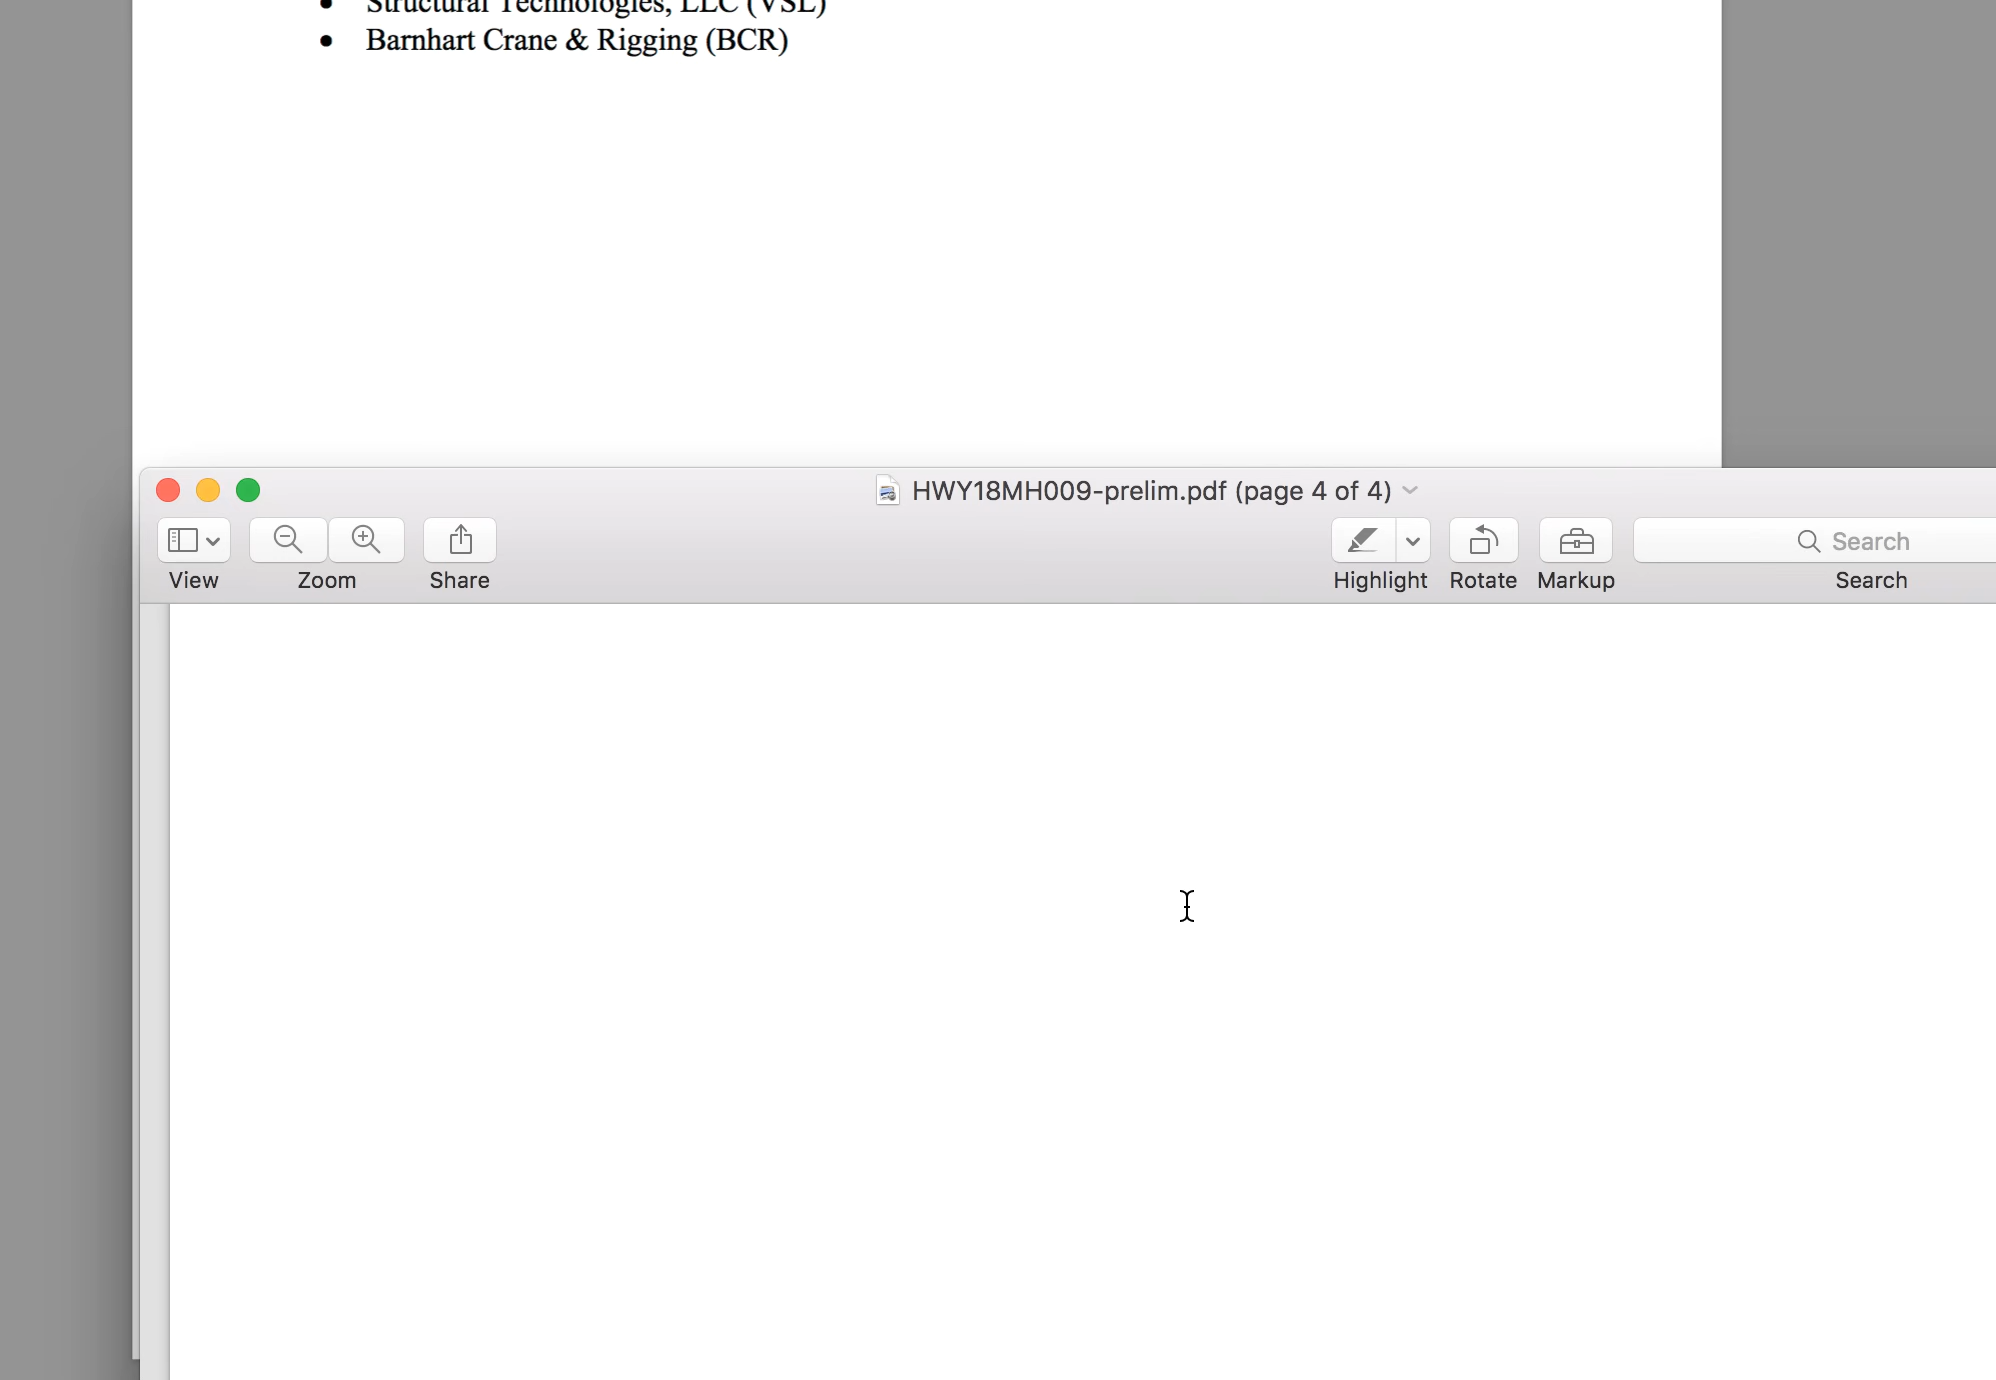 Structural Technologies, LLC (VSL)
Barnhart Crane & Rigging (BCR)
HWY18MH009-prelim.pdf (page 4 of 4)
View
Zoom
Share
Highlight
Rotate
Markup
Search
Search